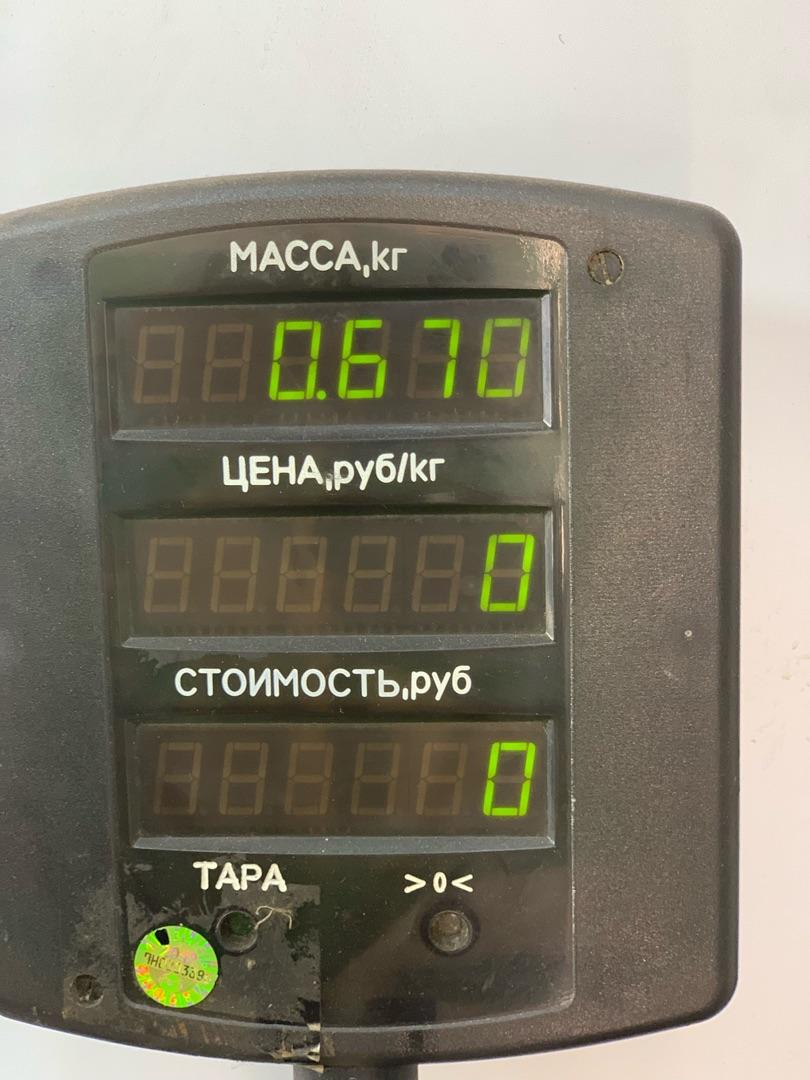 МАССА,кг
0.670
ЦЕНА,руб/кг
0
СТОИМОСТЬ,руб
0
ТАРА >0<